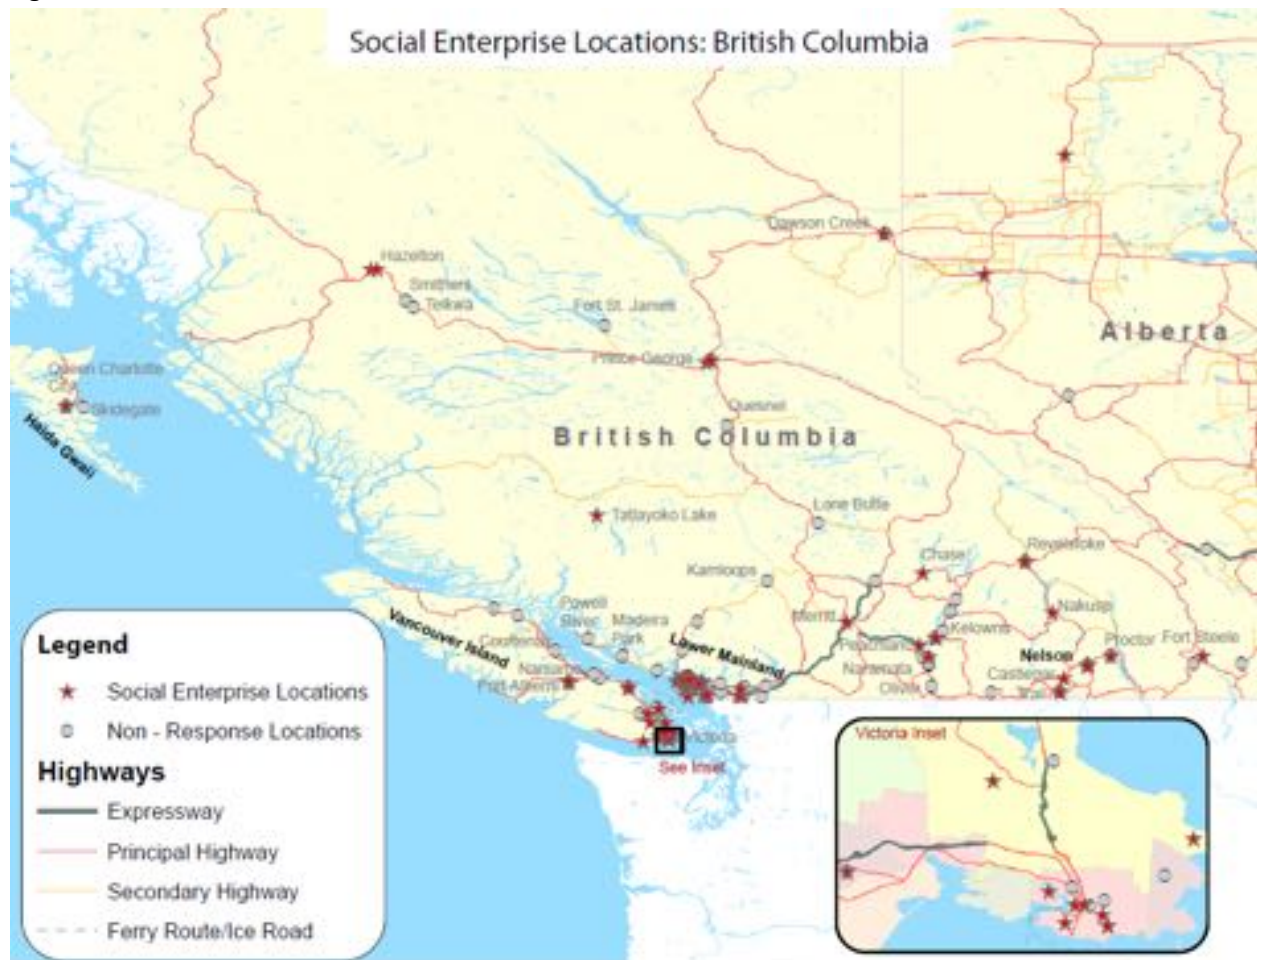 Social Enterprise Locations: British Columbia
Dawson Creek
Hazelton
Smithers
Telkwa
Fort St. James
Alberta
Prince George
Queen Charlotte
City
Skidegate
Haida Gwaii
Quesnel
British Columbia
Lone Butte
Tatlayoko Lake
Revelstoke
Chase
Kamloops
Powell
River
Madeira
Park
Merritt
Nakusp
Vancouver Island
Courtenay
Lower Mainland
Kelowna
Peachland
Proctor
Fort Steele
Nelson
Nanaimo
Port Alberni
Naramata
Castlegar
Oliver
Trail
Victoria
See Inset
Legend
Social Enterprise Locations
Non - Response Locations
Highways
Expressway
Principal Highway
Secondary Highway
Ferry Route/Ice Road
Victoria Inset